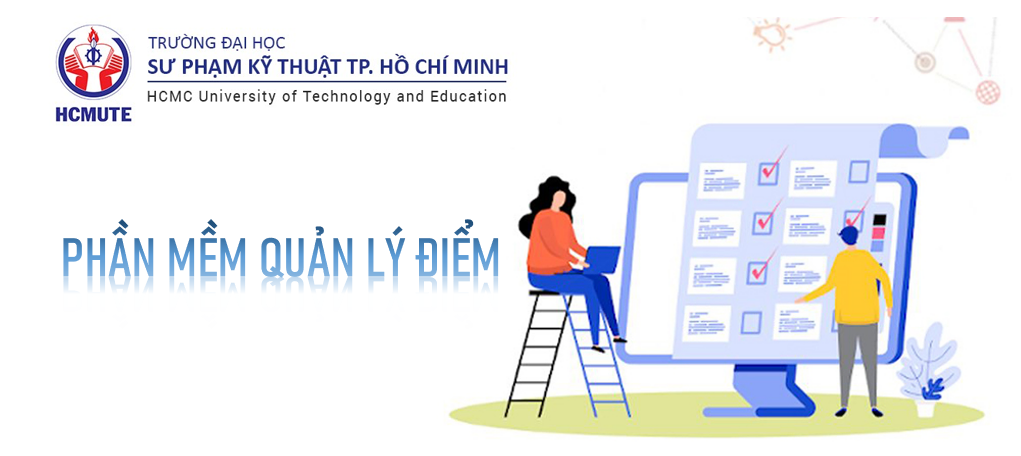 TRƯỜNG ĐẠI HỌC
SƯ PHẠM KỸ THUẬT TP. HỒ CHÍ MINH
HCMC University of Technology and Education
HCMUTE
PHẦN MỀM QUẢN LÝ ĐIỂM